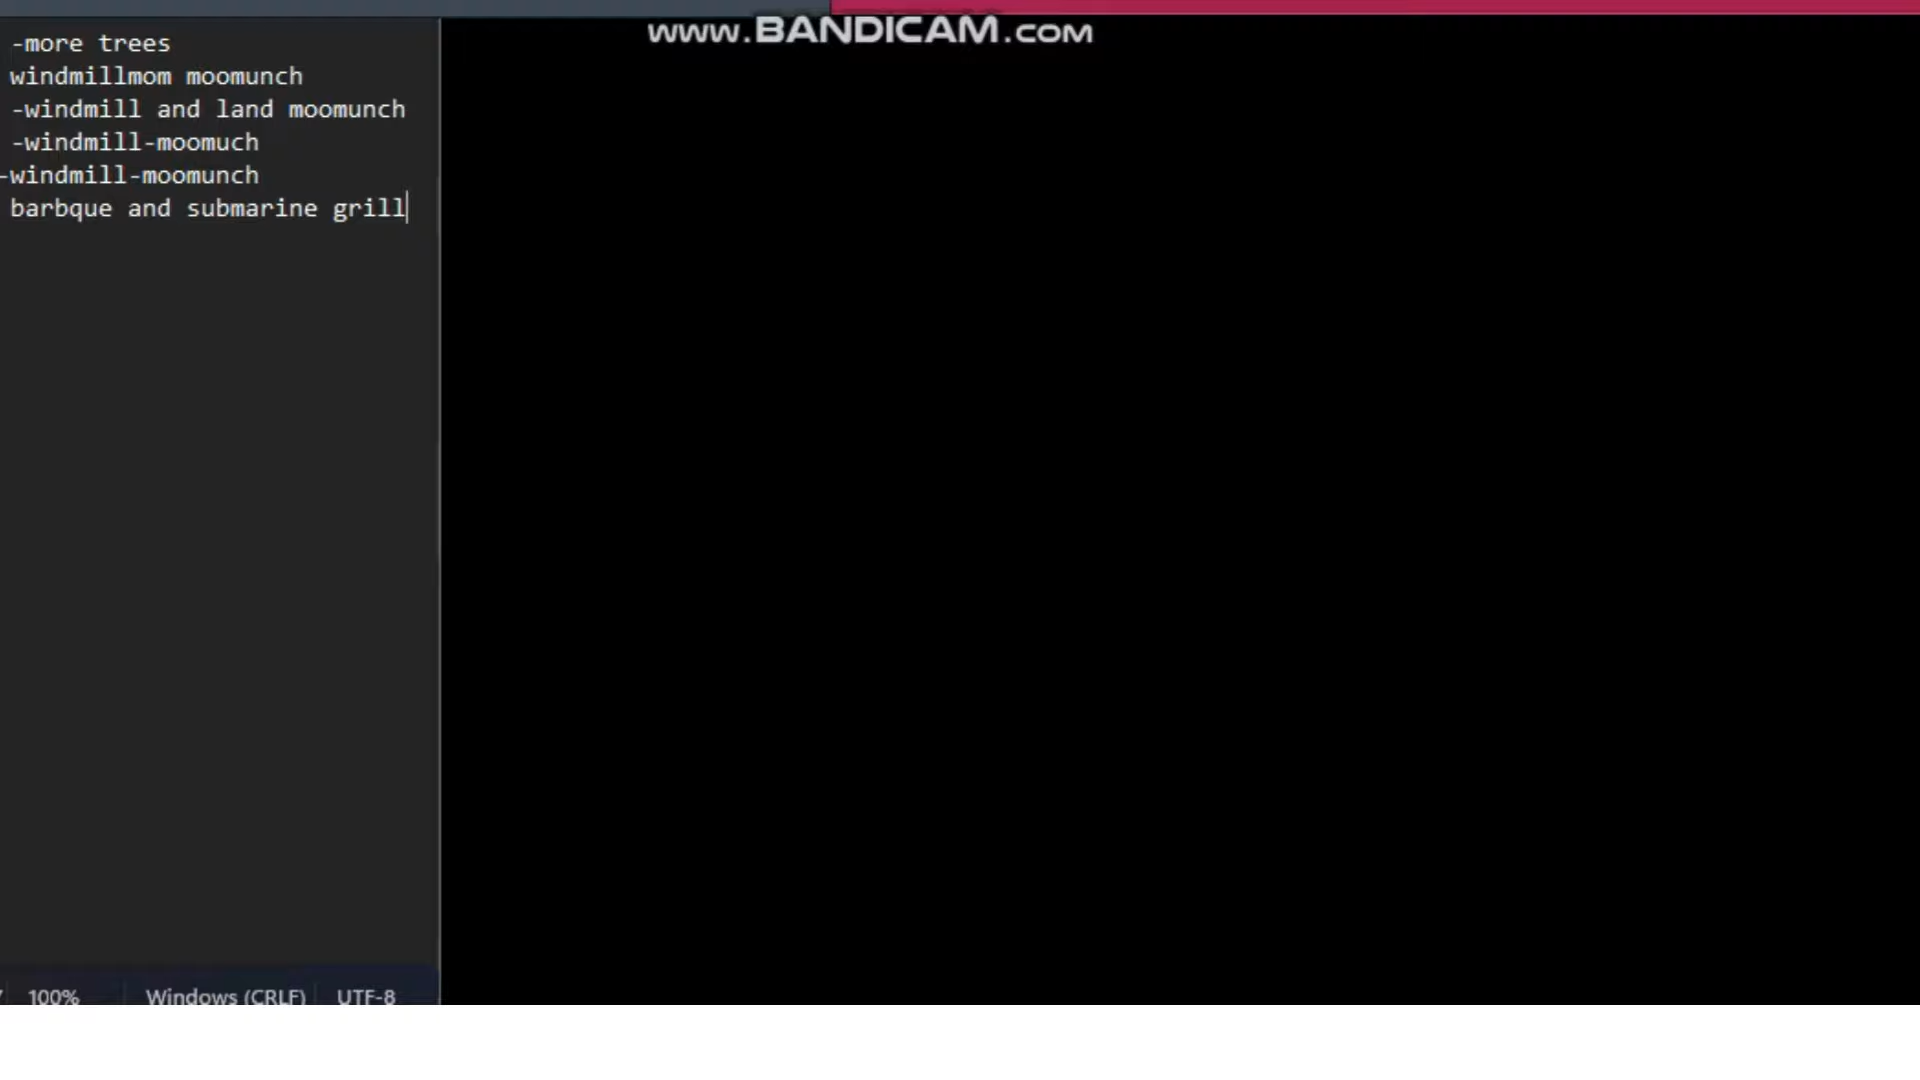 www.BANDICAM.com
-more trees
windmillmom moomunch
-windmill and land moomunch
-windmill-moomuch
-windmill-moomunch
barbque and submarine grill
100% Windows (CRLF) UTF-8